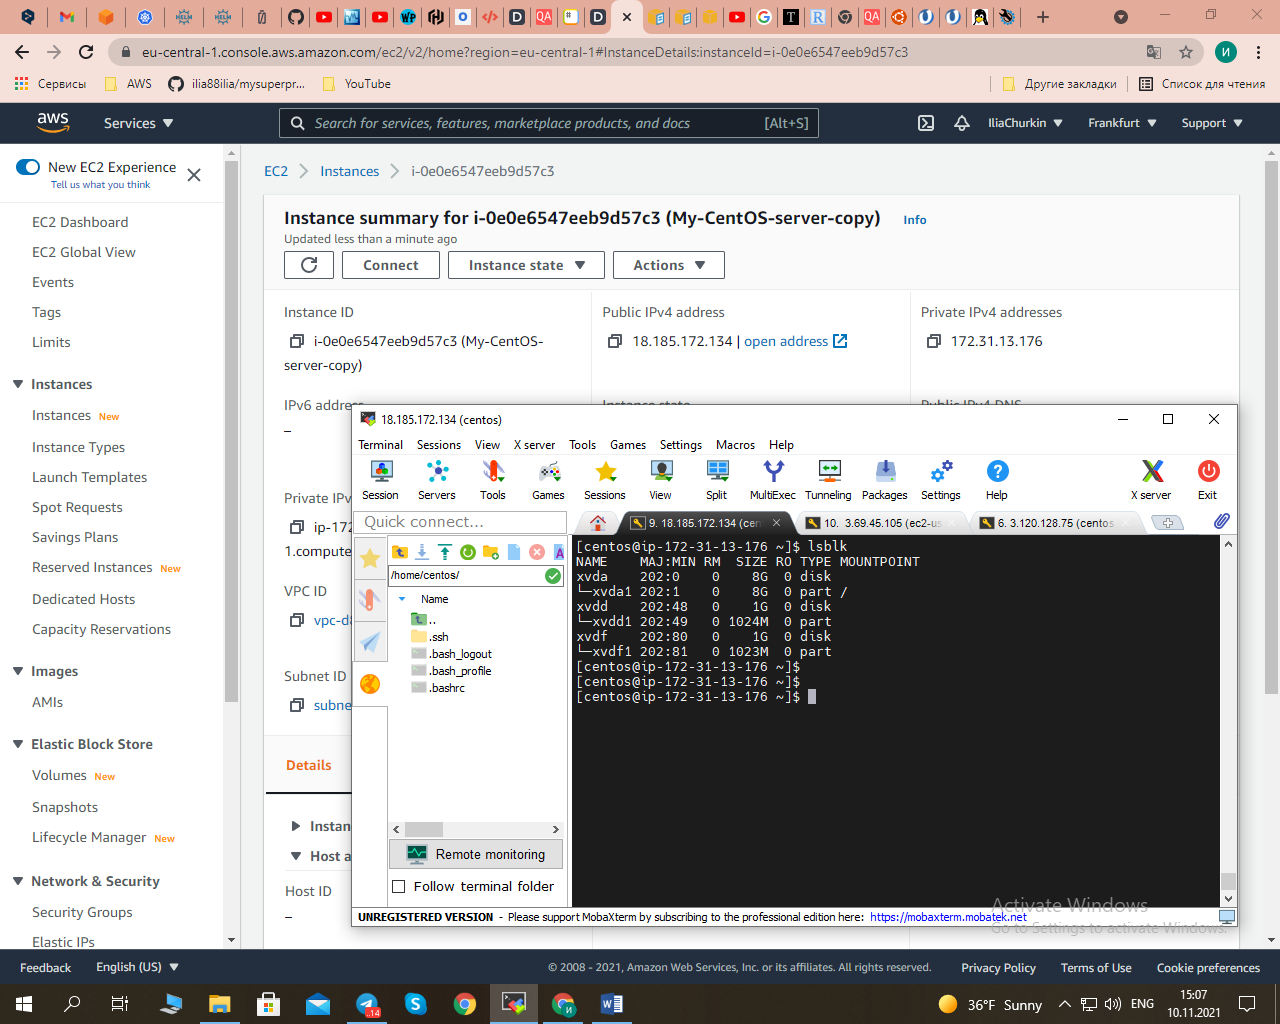 eu-central-1.console.aws.amazon.com/ec2/v2/home?region=eu-central-1#InstanceDetails:instanceId=i-0e0e6547eeb9d57c3
Сервисы
AWS
ilia88ilia/mysuperpr...
YouTube
Другие закладки
Список для чтения
aws
Services
Search for services, features, marketplace products, and docs
[Alt+S]
IliaChurkin
Frankfurt
Support
New EC2 Experience
Tell us what you think
EC2 Dashboard
EC2 Global View
Events
Tags
Limits
Instances
Instances New
Instance Types
Launch Templates
Spot Requests
Savings Plans
Reserved Instances New
Dedicated Hosts
Capacity Reservations
Images
AMIs
Elastic Block Store
Volumes New
Snapshots
Lifecycle Manager New
Network & Security
Security Groups
Elastic IPs
EC2
Instances
i-0e0e6547eeb9d57c3
Instance summary for i-0e0e6547eeb9d57c3 (My-CentOS-server-copy)
Info
Updated less than a minute ago
Connect
Instance state
Actions
Instance ID
i-0e0e6547eeb9d57c3 (My-CentOS-
server-copy)
Public IPv4 address
18.185.172.134 | open address
Private IPv4 addresses
172.31.13.176
IPv6 address
–
Instance state
Public IPv4 DNS
Private IPv
ip-172
1.compute
VPC ID
vpc-d
Subnet ID
subne
Details
Instan
Host a
Host ID
–
18.185.172.134 (centos)
Terminal Sessions View X server Tools Games Settings Macros Help
Session Servers Tools Games Sessions View Split MultiExec Tunneling Packages Settings Help
X server Exit
Quick connect...
9. 18.185.172.134 (cen
10. 3.69.45.105 (ec2-us
6. 3.120.128.75 (centos
/home/centos/
Name
..
.ssh
.bash_logout
.bash_profile
.bashrc
Remote monitoring
Follow terminal folder
[centos@ip-172-31-13-176 ~]$ lsblk
NAME    MAJ:MIN RM  SIZE RO TYPE MOUNTPOINT
xvda    202:0    0    8G  0 disk
└─xvda1 202:1    0    8G  0 part /
xvdd    202:48   0    1G  0 disk
└─xvdd1 202:49   0 1024M  0 part
xvdf    202:80   0    1G  0 disk
└─xvdf1 202:81   0 1023M  0 part
[centos@ip-172-31-13-176 ~]$
[centos@ip-172-31-13-176 ~]$
[centos@ip-172-31-13-176 ~]$
UNREGISTERED VERSION - Please support MobaXterm by subscribing to the professional edition here: https://mobaxterm.mobatek.net
Activate Windows
Go to Settings to activate Windows.
Feedback
English (US)
© 2008 - 2021, Amazon Web Services, Inc. or its affiliates. All rights reserved.
Privacy Policy
Terms of Use
Cookie preferences
.14
36°F Sunny
ENG
15:07
10.11.2021